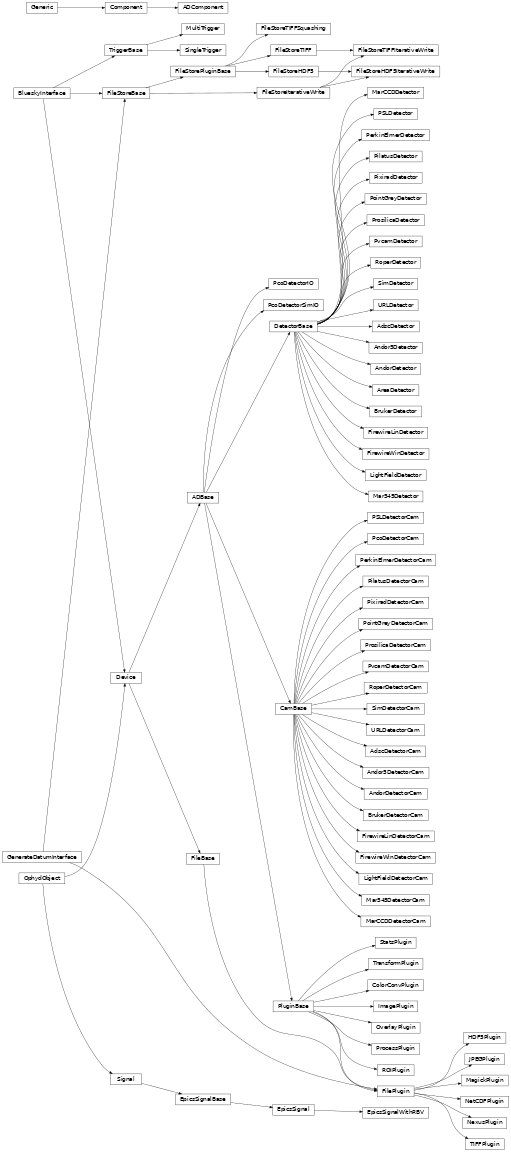 Generic
Component
ADComponent
MultiTrigger
FileStoreTIFFSquashing
TriggerBase
SingleTrigger
FileStoreTIFF
FileStoreTIFFIterativeWrite
FileStorePluginBase
FileStoreHDF5
FileStoreHDF5IterativeWrite
BlueskyInterface
FileStoreBase
FileStoreIterativeWrite
MarCCDDetector
PSLDetector
PerkinElmerDetector
PilatusDetector
PixiradDetector
PointGreyDetector
ProsilicaDetector
PvcamDetector
RoperDetector
PcoDetectorIO
SimDetector
PcoDetectorSimIO
URLDetector
DetectorBase
AdscDetector
Andor3Detector
AndorDetector
AreaDetector
BrukerDetector
FirewireLinDetector
FirewireWinDetector
LightFieldDetector
ADBase
Mar345Detector
PSLDetectorCam
PcoDetectorCam
PerkinElmerDetectorCam
PilatusDetectorCam
PixiradDetectorCam
PointGreyDetectorCam
ProsilicaDetectorCam
PvcamDetectorCam
Device
RoperDetectorCam
CamBase
SimDetectorCam
URLDetectorCam
AdscDetectorCam
Andor3DetectorCam
AndorDetectorCam
BrukerDetectorCam
FirewireLinDetectorCam
GenerateDatumInterface
FileBase
FirewireWinDetectorCam
OphydObject
LightFieldDetectorCam
Mar345DetectorCam
MarCCDDetectorCam
StatsPlugin
TransformPlugin
ColorConvPlugin
PluginBase
ImagePlugin
OverlayPlugin
HDF5Plugin
ProcessPlugin
JPEGPlugin
ROIPlugin
Signal
MagickPlugin
FilePlugin
EpicsSignalBase
NetCDFPlugin
EpicsSignal
EpicsSignalWithRBV
NexusPlugin
TIFFPlugin